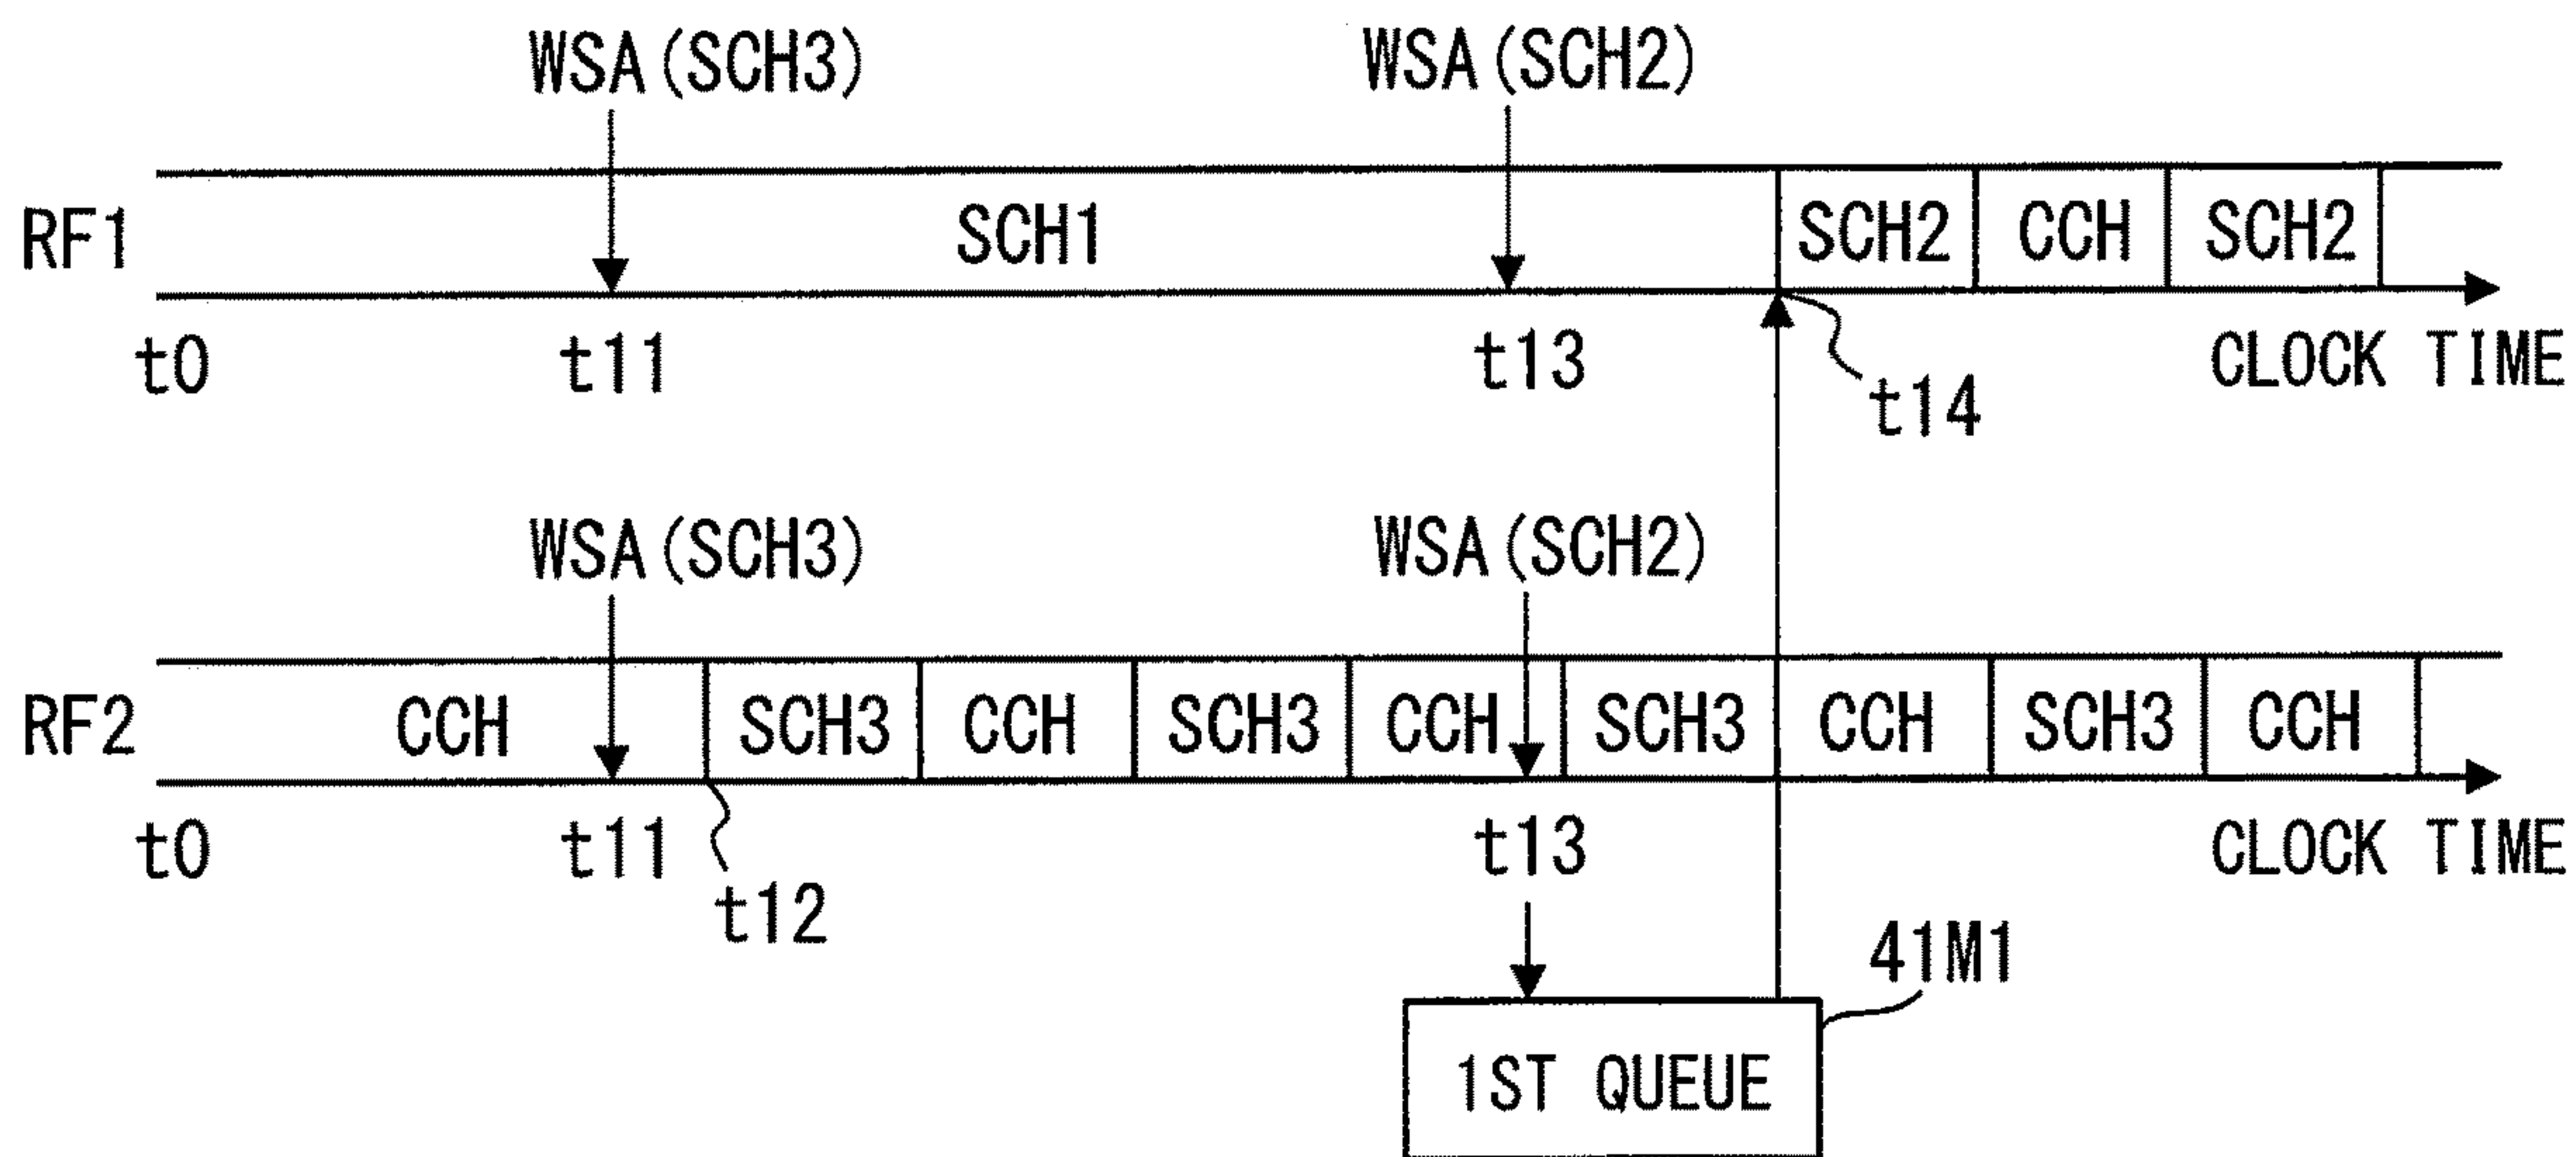 WSA(SCH3) WSA(SCH2)
RF1 SCH1 SCH2 CCH SCH2
t0 t11 t13 t14 CLOCK TIME
WSA(SCH3) WSA(SCH2)
RF2 CCH SCH3 CCH SCH3 CCH SCH3 CCH SCH3 CCH
t0 t11 t12 t13 CLOCK TIME
41M1
1ST QUEUE